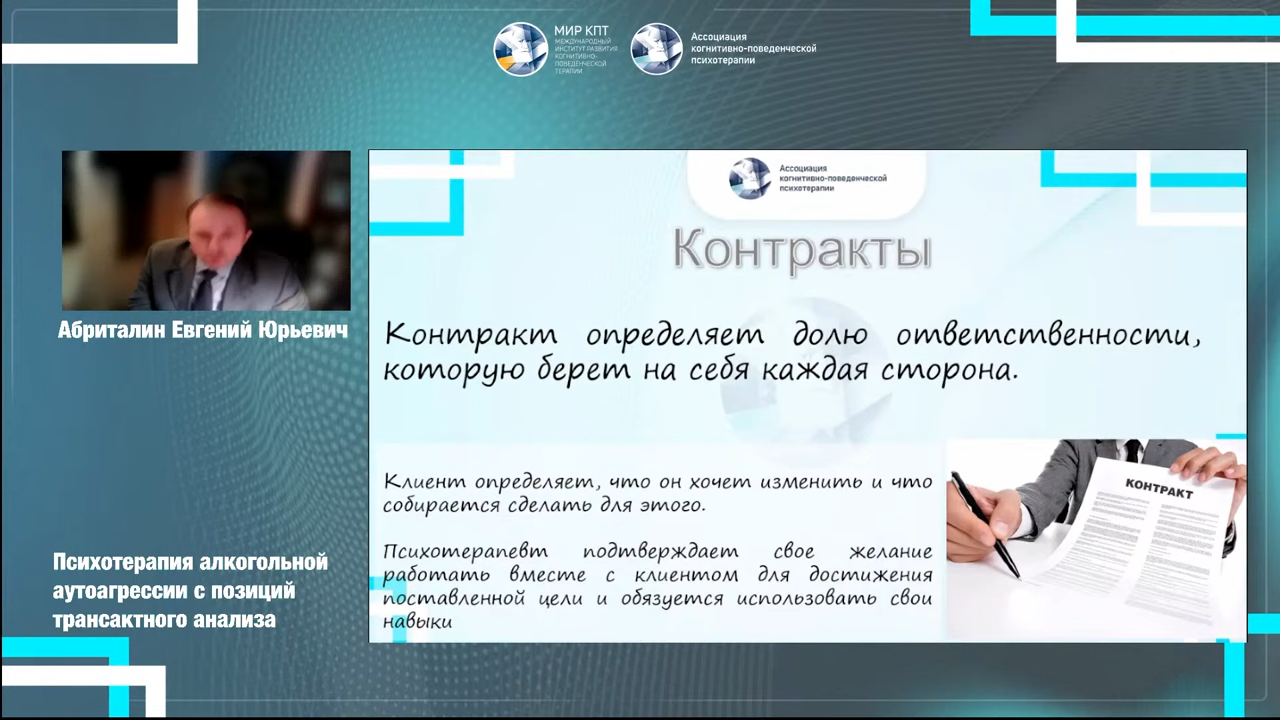 МИР КПТ
МЕЖДУНАРОДНЫЙ
ИНСТИТУТ РАЗВИТИЯ
КОГНИТИВНО-
ПОВЕДЕНЧЕСКОЙ
ТЕРАПИИ
Ассоциация
когнитивно-поведенческой
психотерапии
Ассоциация
когнитивно-поведенческой
психотерапии
Контракты
Контракт определяет долю ответственности,
которую берет на себя каждая сторона.
Клиент определяет, что он хочет изменить и что
собирается сделать для этого.
Психотерапевт подтверждает свое желание
работать вместе с клиентом для достижения
поставленной цели и обязуется использовать свои
навыки
КОНТРАКТ
Абриталин Евгений Юрьевич
Психотерапия алкогольной
аутоагрессии с позиций
трансактного анализа